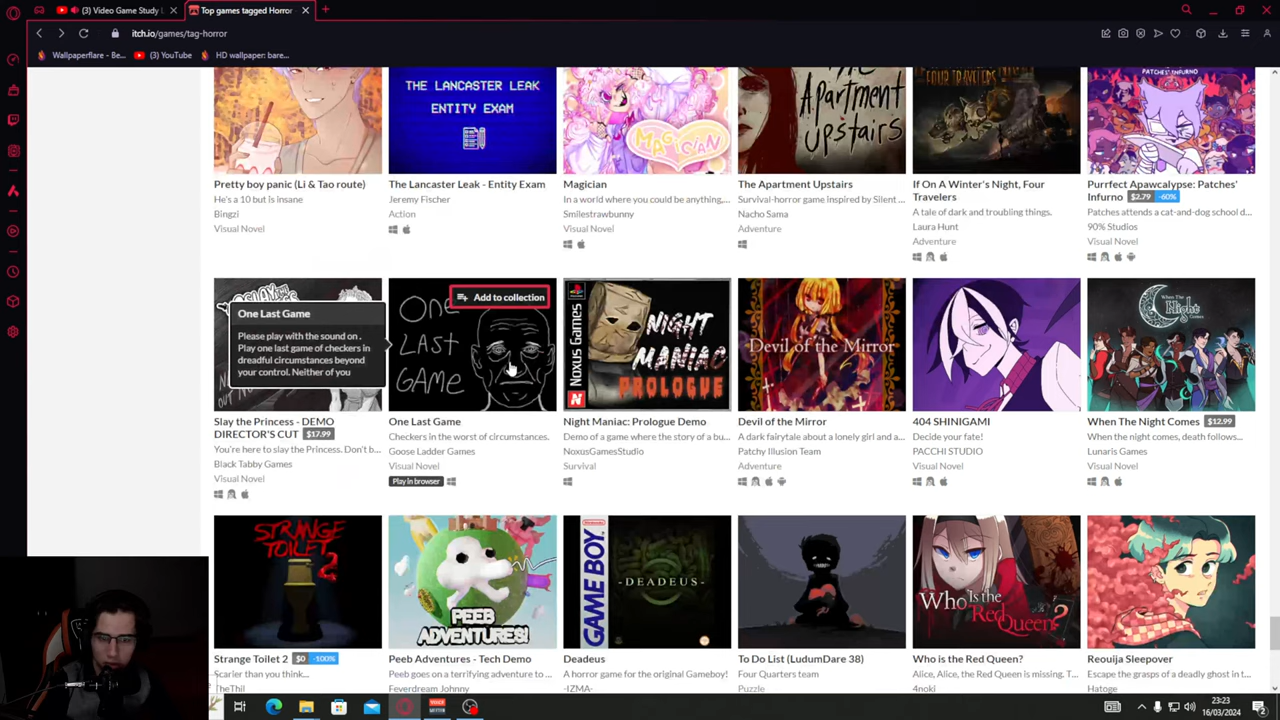 (3) Video Game Study L
Top games tagged Horror
itch.io/games/tag-horror
Wallpaperflare - Be...
(3) YouTube
HD wallpaper: bare...
THE LANCASTER LEAK
ENTITY EXAM
MAGICIAN
Apartment
Upstairs
FOUR TRAVELERS
PATCHES' INFURNO
Pretty boy panic (Li & Tao route)
He's a 10 but is insane
Bingzi
Visual Novel
The Lancaster Leak - Entity Exam
Jeremy Fischer
Action
Magician
In a world where you could be anything,...
Smilestrawbunny
Visual Novel
The Apartment Upstairs
Survival-horror game inspired by Silent ...
Nacho Sama
Adventure
If On A Winter's Night, Four
Travelers
A tale of dark and troubling things.
Laura Hunt
Adventure
Purrfect Apawcalypse: Patches'
Infurno $2.79 -60%
Patches attends a cat-and-dog school d...
90% Studios
Visual Novel
One Last Game
Please play with the sound on .
Play one last game of checkers in
dreadful circumstances beyond
your control. Neither of you
Add to collection
ONE
LAST
GAME
Noxus Games
NIGHT
MANIAC
PROLOGUE
Devil of the Mirror
When The
Night
Comes
Slay the Princess - DEMO
DIRECTOR'S CUT $17.99
You're here to slay the Princess. Don't b...
Black Tabby Games
Visual Novel
One Last Game
Checkers in the worst of circumstances.
Goose Ladder Games
Visual Novel
Play in browser
Night Maniac: Prologue Demo
Demo of a game where the story of a bu...
NoxusGamesStudio
Survival
Devil of the Mirror
A dark fairytale about a lonely girl and a...
Patchy Illusion Team
Adventure
404 SHINIGAMI
Decide your fate!
PACCHI STUDIO
Visual Novel
When The Night Comes $12.99
When the night comes, death follows...
Lunaris Games
Visual Novel
STRANGE
TOILET
2
PEEB
ADVENTURES!
Nintendo
GAME BOY
-DEADEUS-
Who Is the
Red Queen?
Strange Toilet 2 $0 -100%
Scarier than you think...
TheThil
Peeb Adventures - Tech Demo
Peeb goes on a terrifying adventure to ...
Feverdream Johnny
Deadeus
A horror game for the original Gameboy!
-IZMA-
To Do List (LudumDare 38)
Four Quarters team
Puzzle
Who is the Red Queen?
Alice, Alice, the Red Queen is missing. T...
4noki
Reouija Sleepover
Escape the grasps of a deadly ghost in t...
Hatoge
23:23
16/03/2024
2